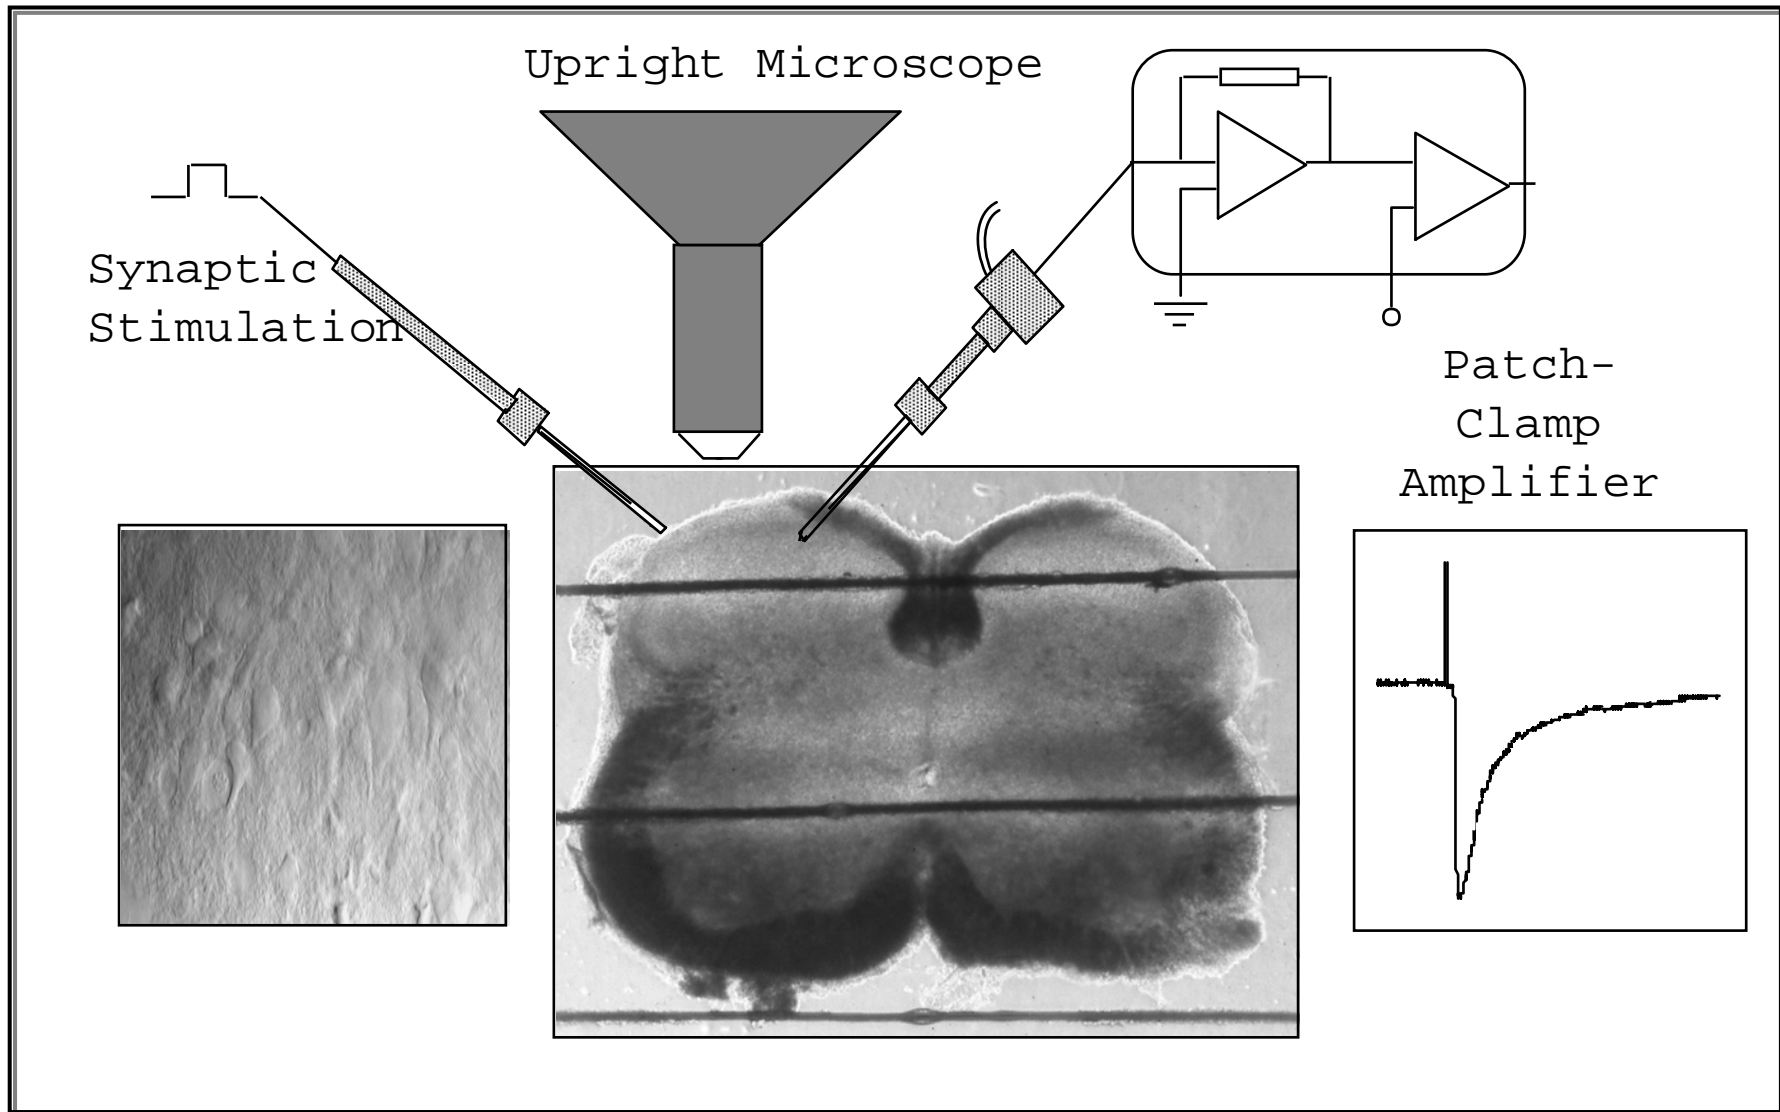 Upright Microscope
Synaptic
Stimulation
Patch-
Clamp
Amplifier